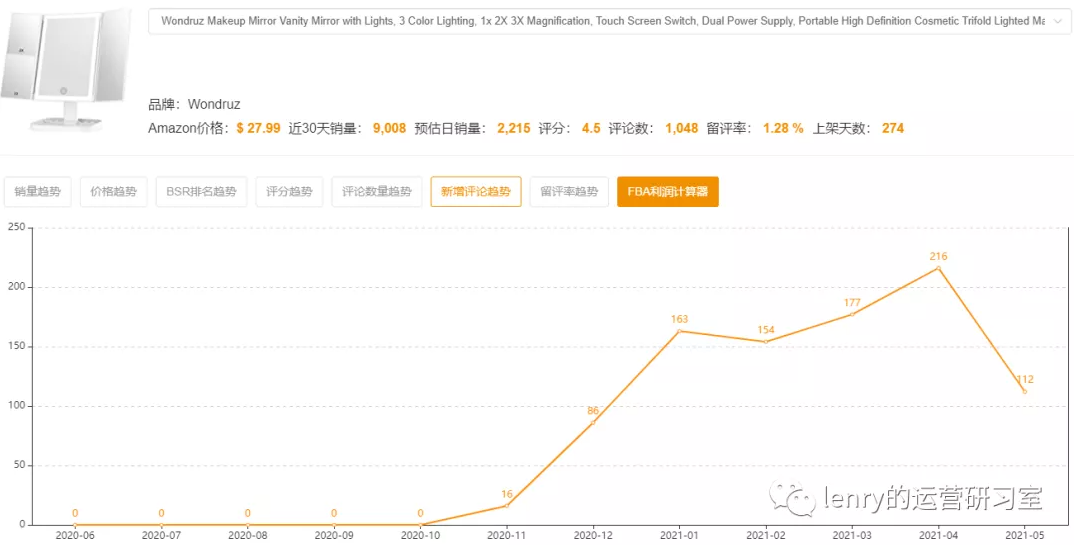 Wondruz Makeup Mirror Vanity Mirror with Lights, 3 Color Lighting, 1x 2X 3X Magnification, Touch Screen Switch, Dual Power Supply, Portable High Definition Cosmetic Trifold Lighted Ma
品牌：Wondruz
Amazon价格：$ 27.99 近30天销量：9,008 预估日销量：2,215 评分：4.5 评论数：1,048 留评率：1.28 % 上架天数：274
销量趋势 价格趋势 BSR排名趋势 评分趋势 评论数量趋势 新增评论趋势 留评率趋势 FBA利润计算器
250
200
150
100
50
0
0 0 0 0 0 16 86 163 154 177 216 112
2020-06 2020-07 2020-08 2020-09 2020-10 2020-11 2020-12 2021-01 2021-02 2021-03 2021-04 2021-05
lenry的运营研习室